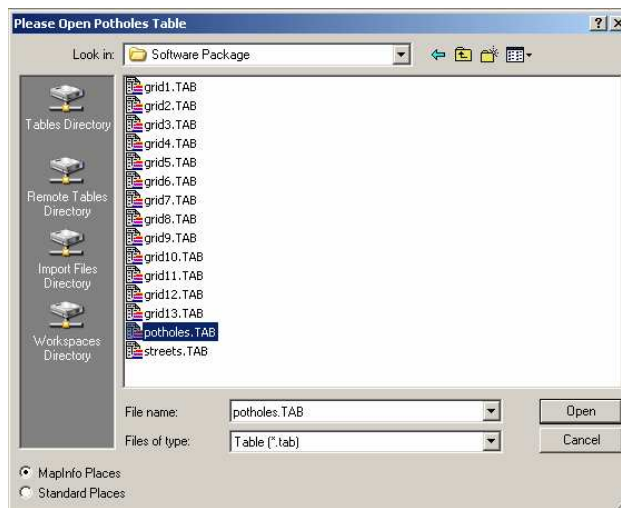 Please Open Potholes Table
Look in: Software Package
Tables Directory
Remote Tables
Directory
Import Files
Directory
Workspaces
Directory
grid1.TAB
grid2.TAB
grid3.TAB
grid4.TAB
grid5.TAB
grid6.TAB
grid7.TAB
grid8.TAB
grid9.TAB
grid10.TAB
grid11.TAB
grid12.TAB
grid13.TAB
potholes.TAB
streets.TAB
File name: potholes.TAB Open
Files of type: Table (*.tab) Cancel
MapInfo Places
Standard Places